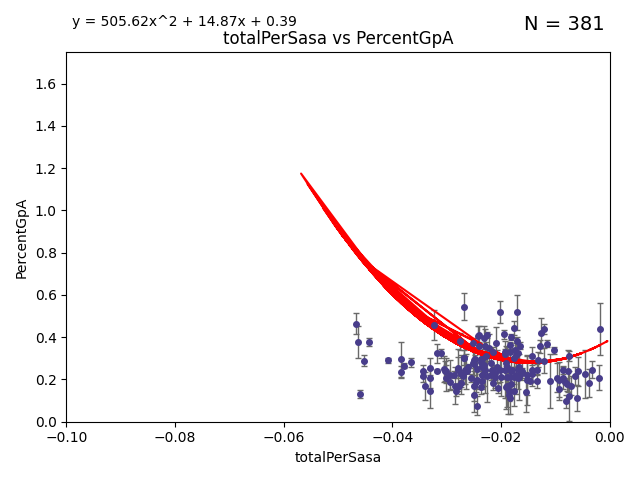 y = 505.62x^2 + 14.87x + 0.39
N = 381
totalPerSasa vs PercentGpA
1.6
1.4
1.2
1.0
0.8
0.6
0.4
0.2
0.0
PercentGpA
−0.10 −0.08 −0.06 −0.04 −0.02 0.00
totalPerSasa